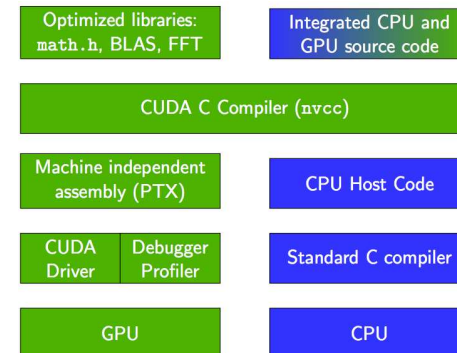 Optimized libraries:
math.h, BLAS, FFT
Integrated CPU and
GPU source code
CUDA C Compiler (nvcc)
Machine independent
assembly (PTX)
CPU Host Code
CUDA
Driver
Debugger
Profiler
Standard C compiler
GPU
CPU